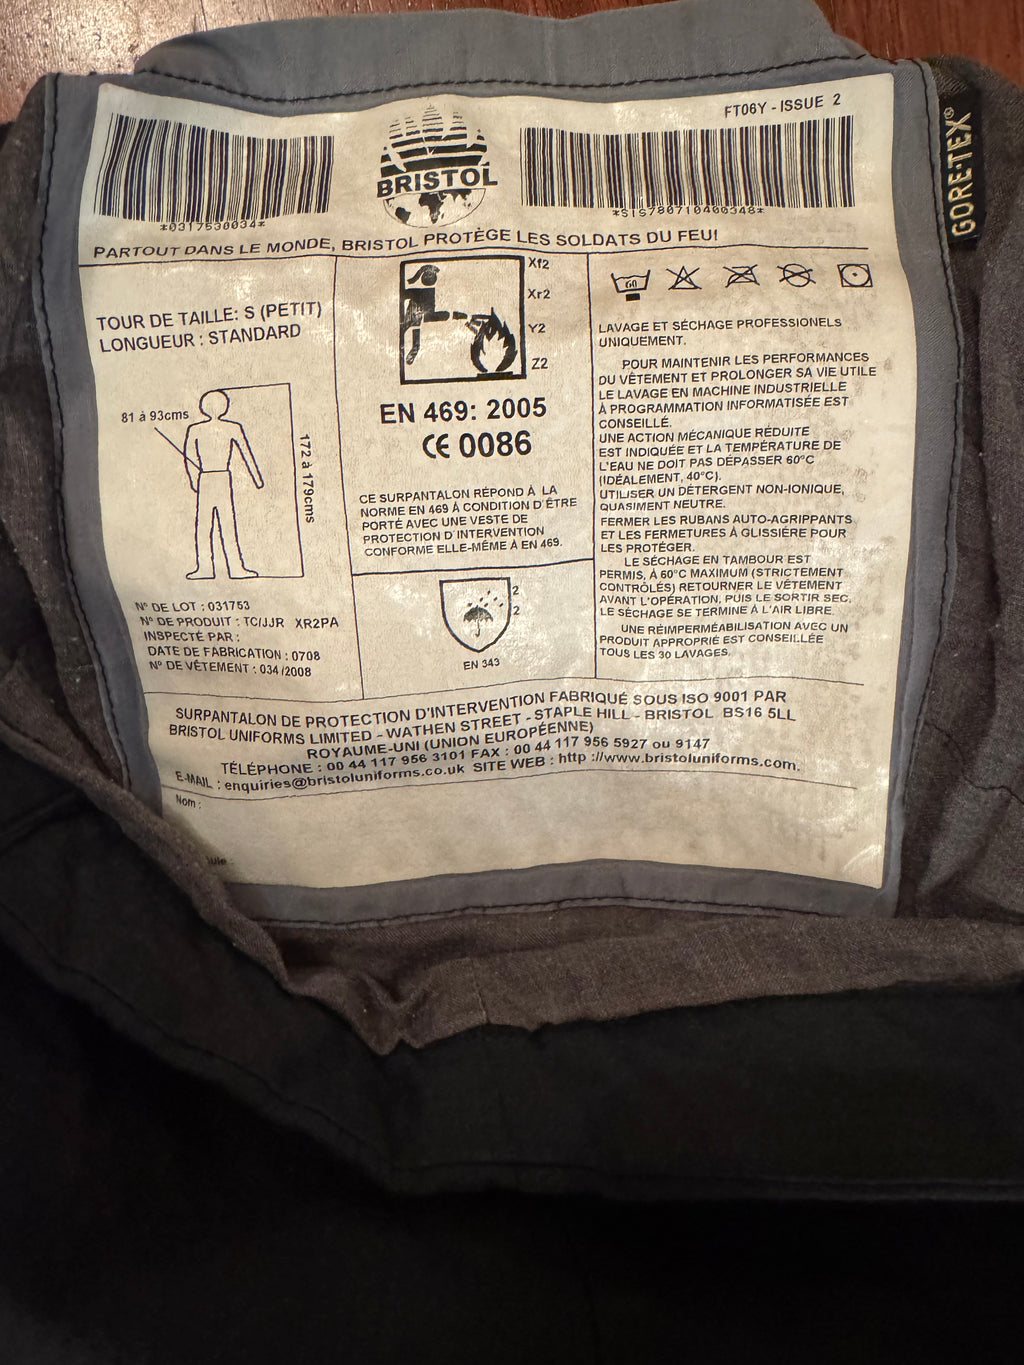 FT06Y - ISSUE 2
BRISTOL
*0317530034*
*S1S780710400348*
GORE-TEX®
PARTOUT DANS LE MONDE, BRISTOL PROTÈGE LES SOLDATS DU FEU!
TOUR DE TAILLE: S (PETIT)
LONGUEUR : STANDARD
81 à 93cms
172 à 179cms
N° DE LOT : 031753
N° DE PRODUIT : TC/JJR XR2PA
INSPECTÉ PAR :
DATE DE FABRICATION : 0708
N° DE VÊTEMENT : 034 /2008
Xf2
Xr2
Y2
Z2
EN 469: 2005
CE 0086
CE SURPANTALON RÉPOND À LA
NORME EN 469 À CONDITION D'ÊTRE
PORTÉ AVEC UNE VESTE DE
PROTECTION D'INTERVENTION
CONFORME ELLE-MÊME À EN 469.
2
2
EN 343
60
LAVAGE ET SÉCHAGE PROFESSIONELS
UNIQUEMENT.
POUR MAINTENIR LES PERFORMANCES
DU VÊTEMENT ET PROLONGER SA VIE UTILE
LE LAVAGE EN MACHINE INDUSTRIELLE
À PROGRAMMATION INFORMATISÉE EST
CONSEILLÉ.
UNE ACTION MÉCANIQUE RÉDUITE
EST INDIQUÉE ET LA TEMPÉRATURE DE
L'EAU NE DOIT PAS DÉPASSER 60°C
(IDÉALEMENT, 40°C).
UTILISER UN DÉTERGENT NON-IONIQUE,
QUASIMENT NEUTRE.
FERMER LES RUBANS AUTO-AGRIPPANTS
ET LES FERMETURES À GLISSIÈRE POUR
LES PROTÉGER.
LE SÉCHAGE EN TAMBOUR EST
PERMIS, À 60°C MAXIMUM (STRICTEMENT
CONTRÔLÉS) RETOURNER LE VÊTEMENT
AVANT L'OPÉRATION, PUIS LE SORTIR SEC.
LE SÉCHAGE SE TERMINE À L'AIR LIBRE.
UNE RÉIMPERMÉABILISATION AVEC UN
PRODUIT APPROPRIÉ EST CONSEILLÉE
TOUS LES 30 LAVAGES.
SURPANTALON DE PROTECTION D'INTERVENTION FABRIQUÉ SOUS ISO 9001 PAR
BRISTOL UNIFORMS LIMITED - WATHEN STREET - STAPLE HILL - BRISTOL BS16 5LL
ROYAUME-UNI (UNION EUROPÉENNE)
TÉLÉPHONE : 00 44 117 956 3101 FAX : 00 44 117 956 5927 ou 9147
E-MAIL : enquiries@bristoluniforms.co.uk SITE WEB : http ://www.bristoluniforms.com.
Nom :